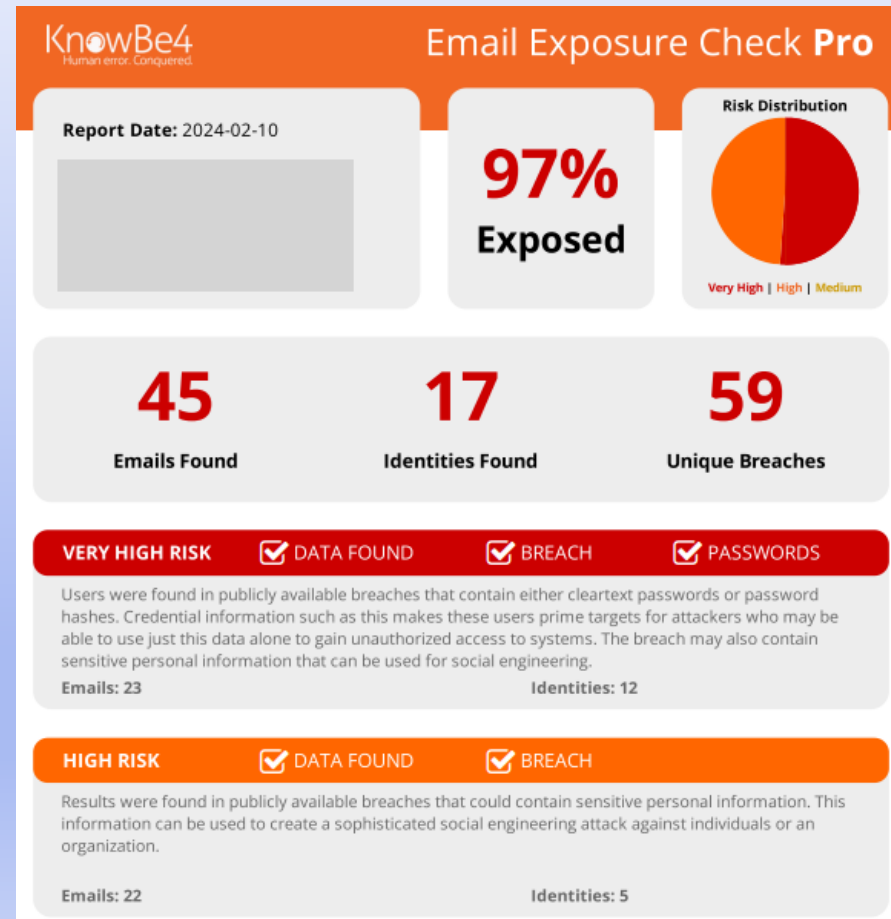 KnowBe4
Human error. Conquered.
Email Exposure Check Pro
Report Date: 2024-02-10
97%
Exposed
Risk Distribution
Very High | High | Medium
45
Emails Found
17
Identities Found
59
Unique Breaches
VERY HIGH RISK DATA FOUND BREACH PASSWORDS
Users were found in publicly available breaches that contain either cleartext passwords or password
hashes. Credential information such as this makes these users prime targets for attackers who may be
able to use just this data alone to gain unauthorized access to systems. The breach may also contain
sensitive personal information that can be used for social engineering.
Emails: 23 Identities: 12
HIGH RISK DATA FOUND BREACH
Results were found in publicly available breaches that could contain sensitive personal information. This
information can be used to create a sophisticated social engineering attack against individuals or an
organization.
Emails: 22 Identities: 5